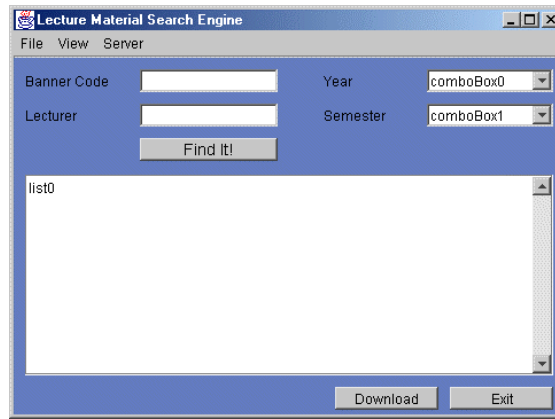 Lecture Material Search Engine
File View Server
Banner Code Year comboBox0
Lecturer Semester comboBox1
Find It!
list0
Download Exit